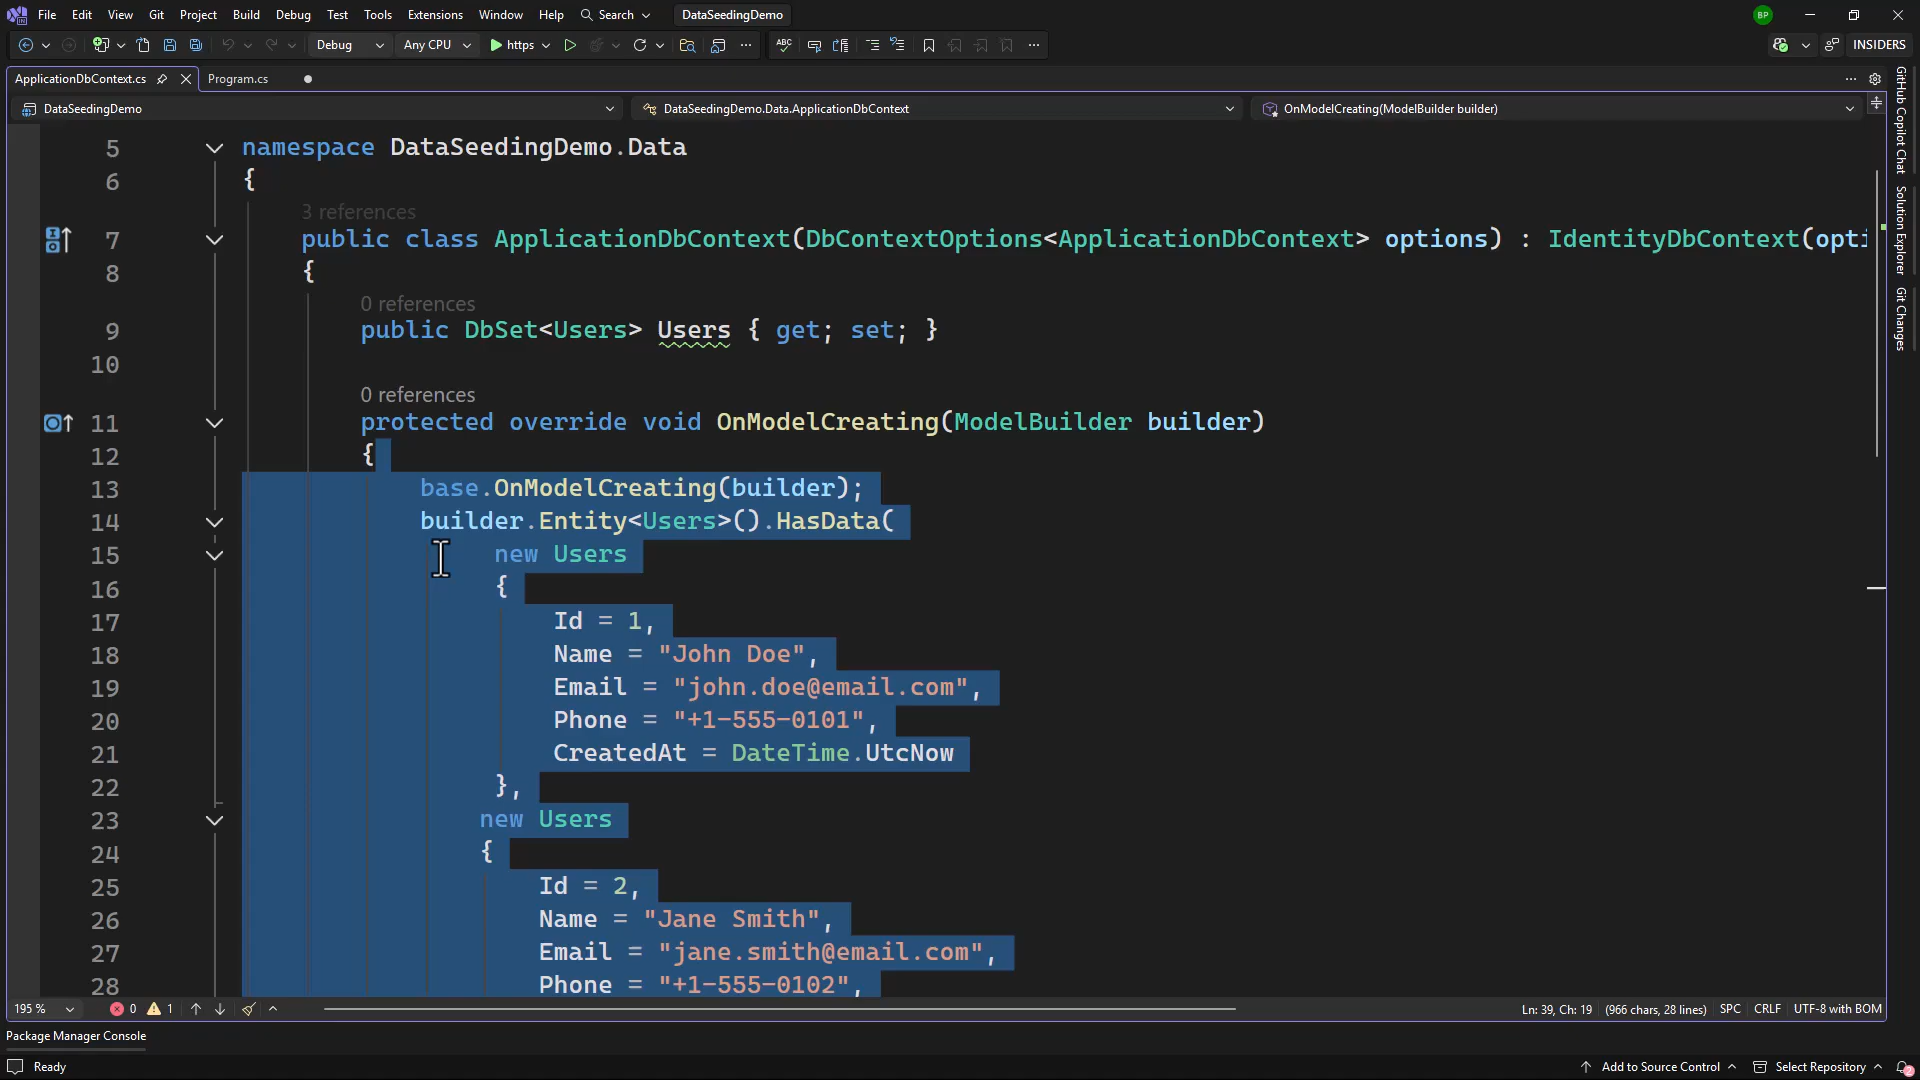 File Edit View Git Project Build Debug Test Tools Extensions Window Help Search DataSeedingDemo BP
Debug Any CPU https INSIDERS
ApplicationDbContext.cs Program.cs
DataSeedingDemo DataSeedingDemo.Data.ApplicationDbContext OnModelCreating(ModelBuilder builder)
5 namespace DataSeedingDemo.Data
6 {
3 references
7 public class ApplicationDbContext(DbContextOptions<ApplicationDbContext> options) : IdentityDbContext(opti
8 {
0 references
9 public DbSet<Users> Users { get; set; }
10
0 references
11 protected override void OnModelCreating(ModelBuilder builder)
12 {
13 base.OnModelCreating(builder);
14 builder.Entity<Users>().HasData(
15 new Users
16 {
17 Id = 1,
18 Name = "John Doe",
19 Email = "john.doe@email.com",
20 Phone = "+1-555-0101",
21 CreatedAt = DateTime.UtcNow
22 },
23 new Users
24 {
25 Id = 2,
26 Name = "Jane Smith",
27 Email = "jane.smith@email.com",
28 Phone = "+1-555-0102",
GitHub Copilot Chat
Solution Explorer
Git Changes
195 % 0 1 Ln: 39, Ch: 19 (966 chars, 28 lines) SPC CRLF UTF-8 with BOM
Package Manager Console
Ready Add to Source Control Select Repository 2